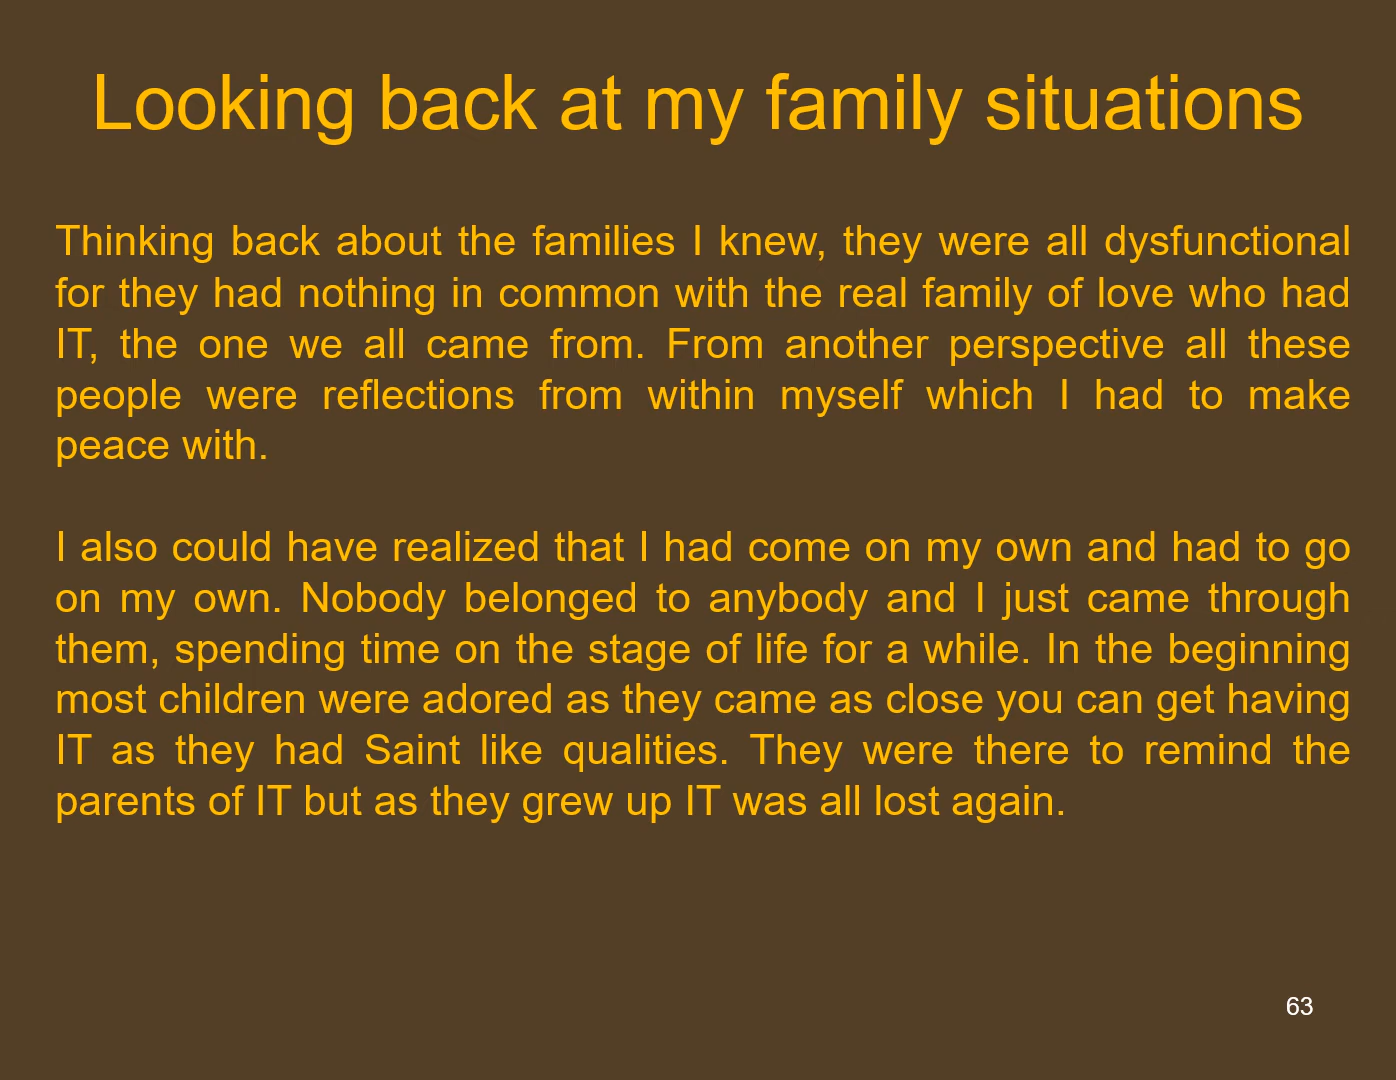 Looking back at my family situations
Thinking back about the families I knew, they were all dysfunctional
for they had nothing in common with the real family of love who had
IT, the one we all came from. From another perspective all these
people were reflections from within myself which I had to make
peace with.
I also could have realized that I had come on my own and had to go
on my own. Nobody belonged to anybody and I just came through
them, spending time on the stage of life for a while. In the beginning
most children were adored as they came as close you can get having
IT as they had Saint like qualities. They were there to remind the
parents of IT but as they grew up IT was all lost again.
63